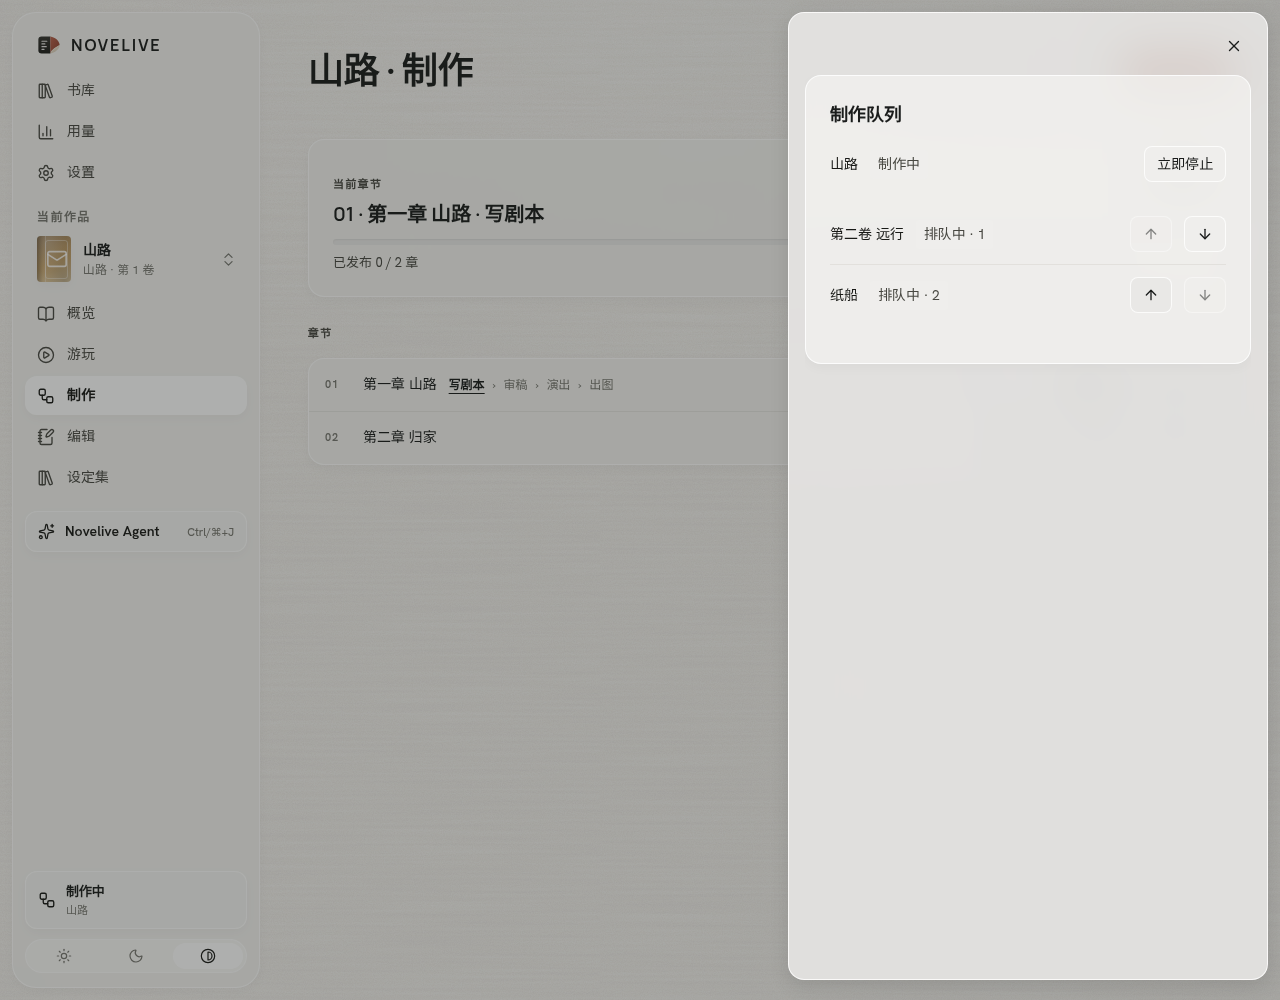 NOVELIVE
书库
用量
设置
当前作品
山路
山路 · 第 1 卷
概览
游玩
制作
编辑
设定集
Novelive Agent Ctrl/⌘+J
制作中
山路
山路 · 制作
当前章节
01 · 第一章 山路 · 写剧本
已发布 0 / 2 章
章节
01 第一章 山路 写剧本 › 审稿 › 演出 › 出图
02 第二章 归家
制作队列
山路 制作中 立即停止
第二卷 远行 排队中 · 1
纸船 排队中 · 2